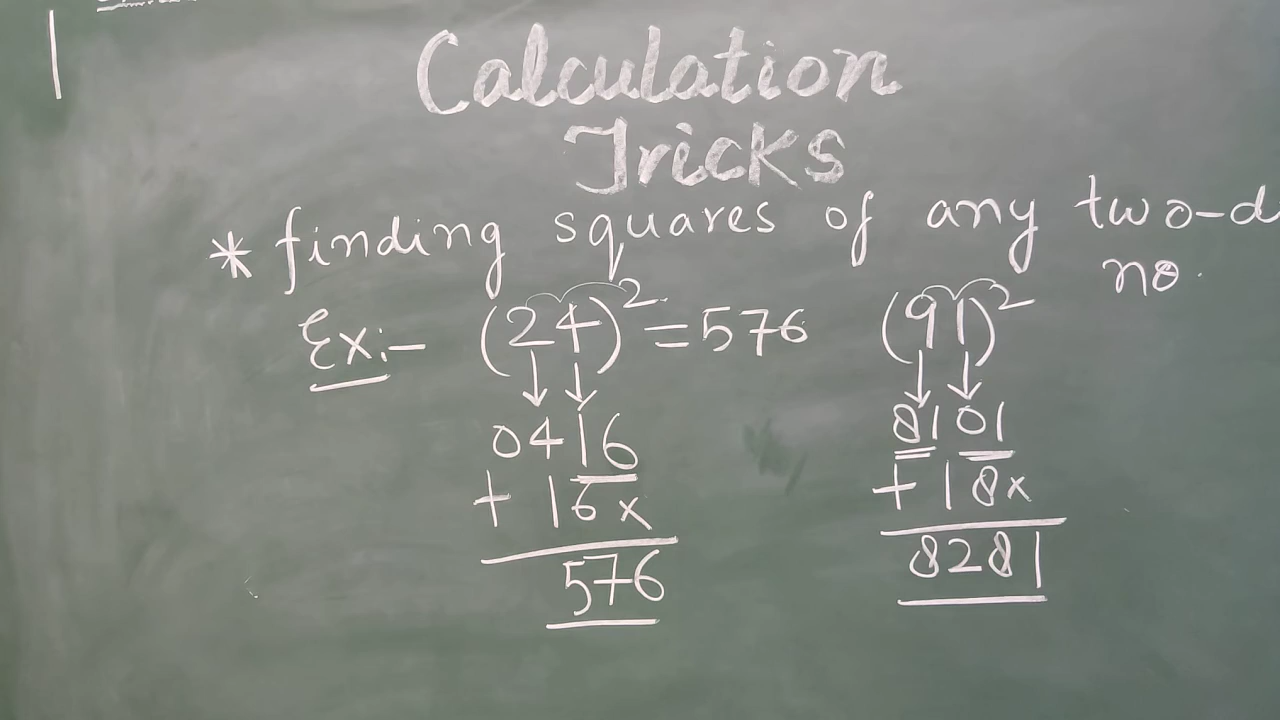 Calculation
Tricks
* finding squares of any two-d
no.
Ex:- (24)² = 576 (91)²
0416 8101
+ 16x + 18x
576 8281